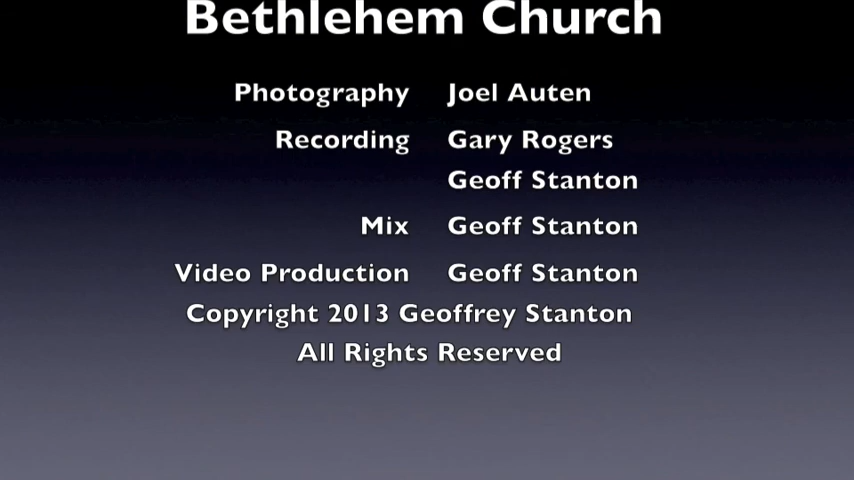 Bethlehem Church
Photography Joel Auten
Recording Gary Rogers
Geoff Stanton
Mix Geoff Stanton
Video Production Geoff Stanton
Copyright 2013 Geoffrey Stanton
All Rights Reserved